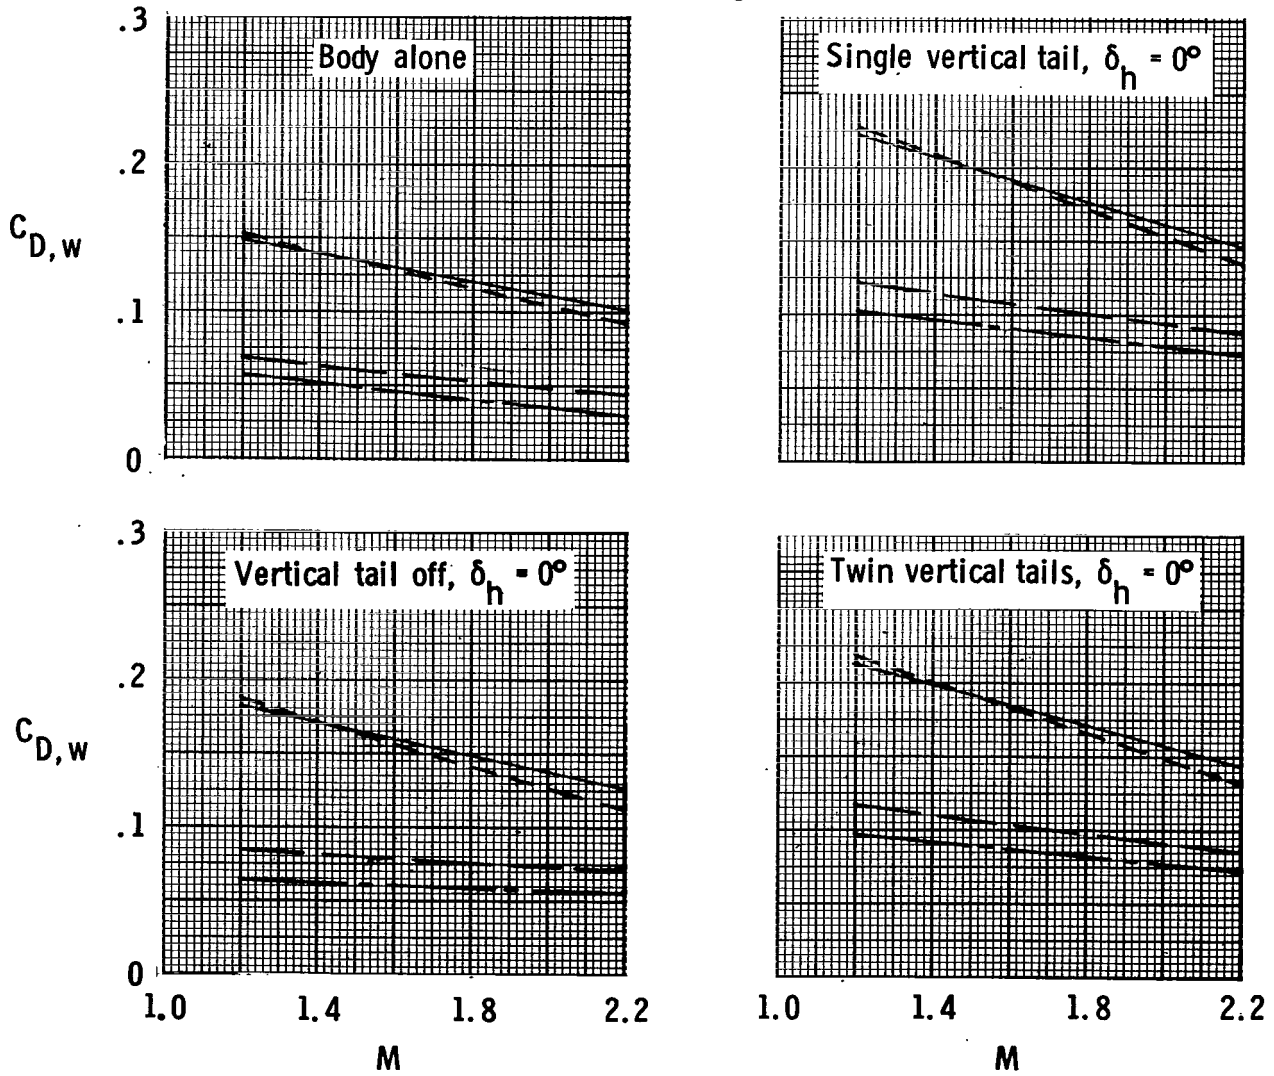 .3
Body alone
Single vertical tail, δh = 0°
.2
CD,w
.1
0
.3
Vertical tail off, δh = 0°
Twin vertical tails, δh = 0°
.2
CD,w
.1
0
1.0 1.4 1.8 2.2
1.0 1.4 1.8 2.2
M
M